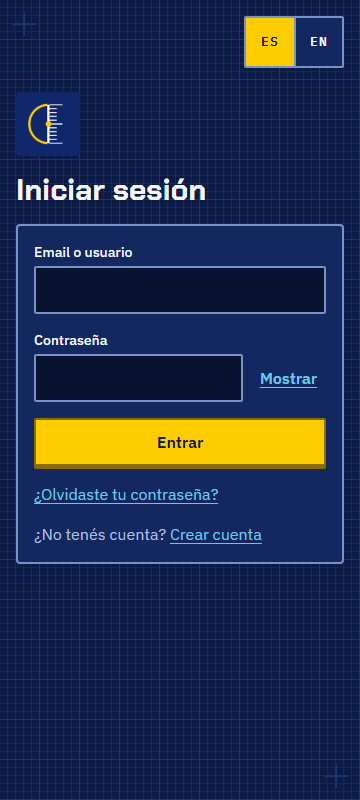 ES EN
Iniciar sesión
Email o usuario
Contraseña
Mostrar
Entrar
¿Olvidaste tu contraseña?
¿No tenés cuenta? Crear cuenta